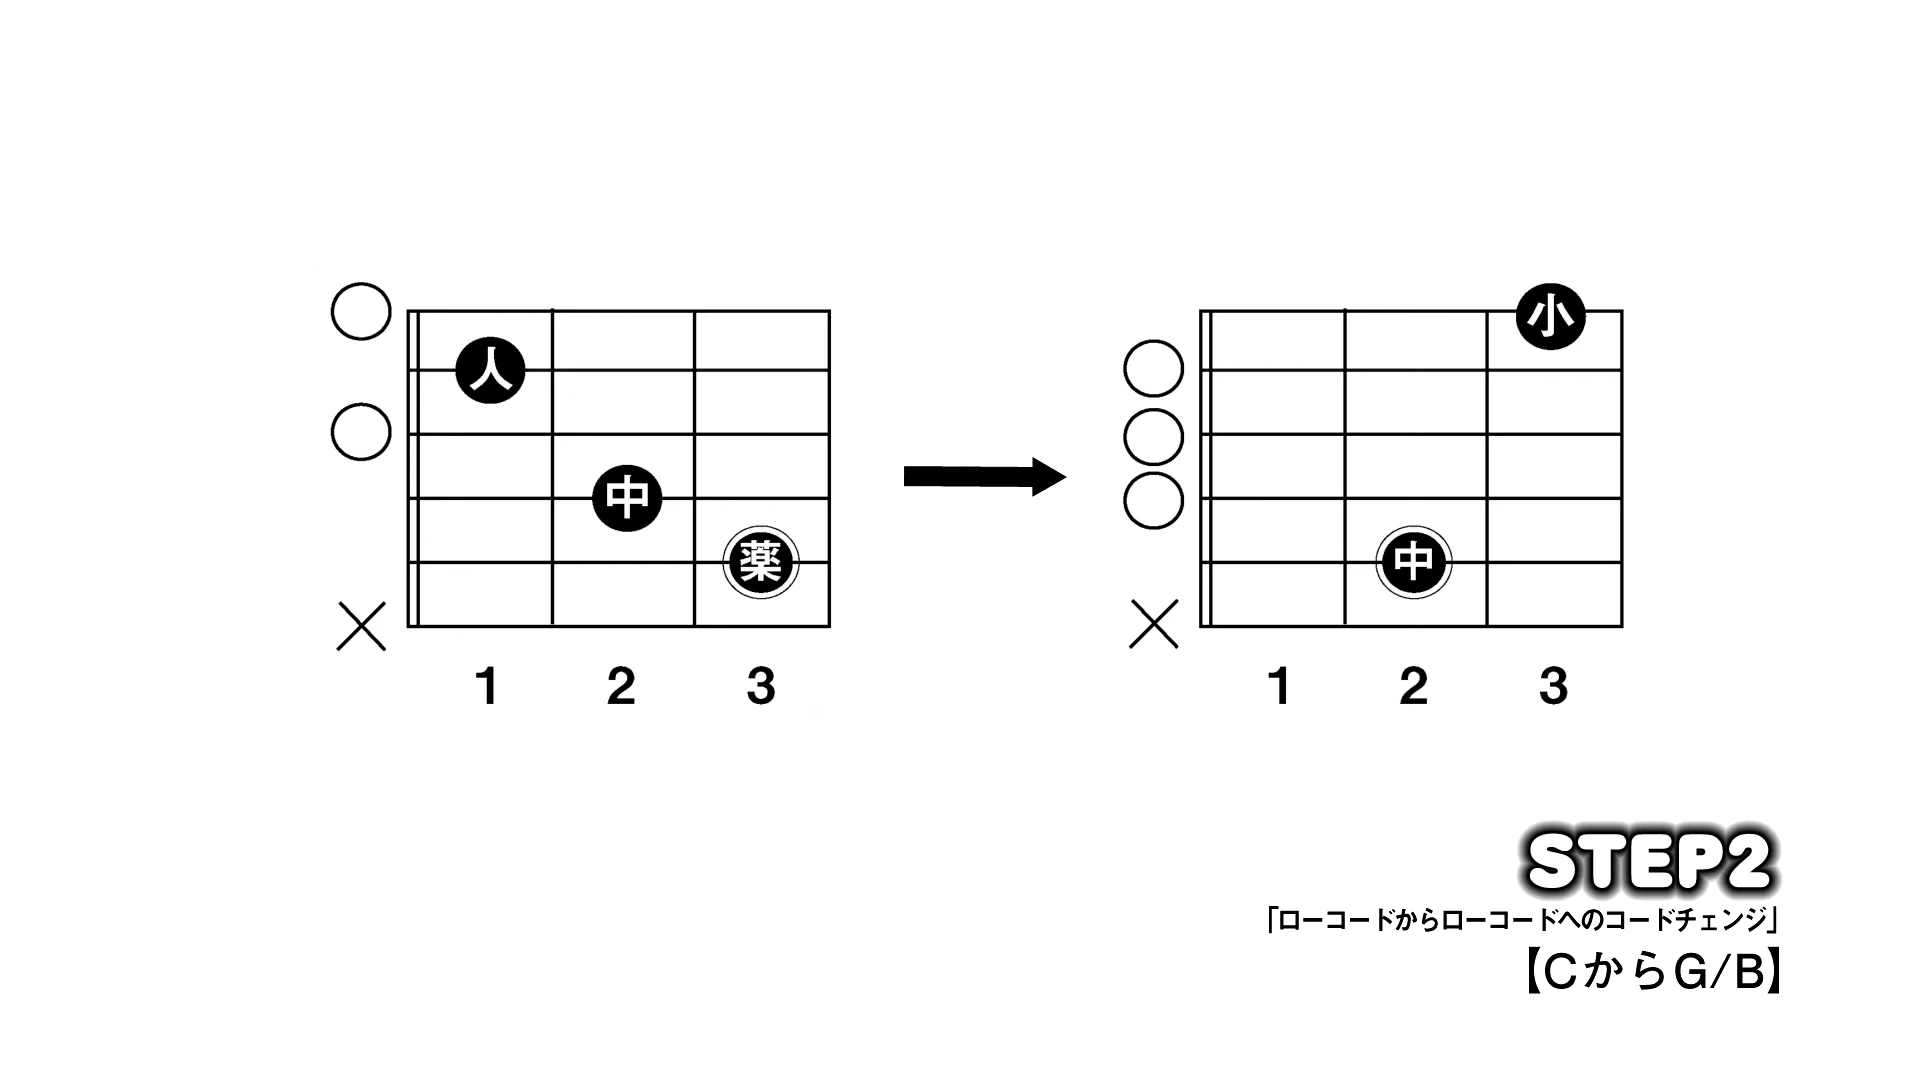 人
中
薬
1 2 3
小
中
1 2 3
STEP2
「ローコードからローコードへのコードチェンジ」
【CからG/B】